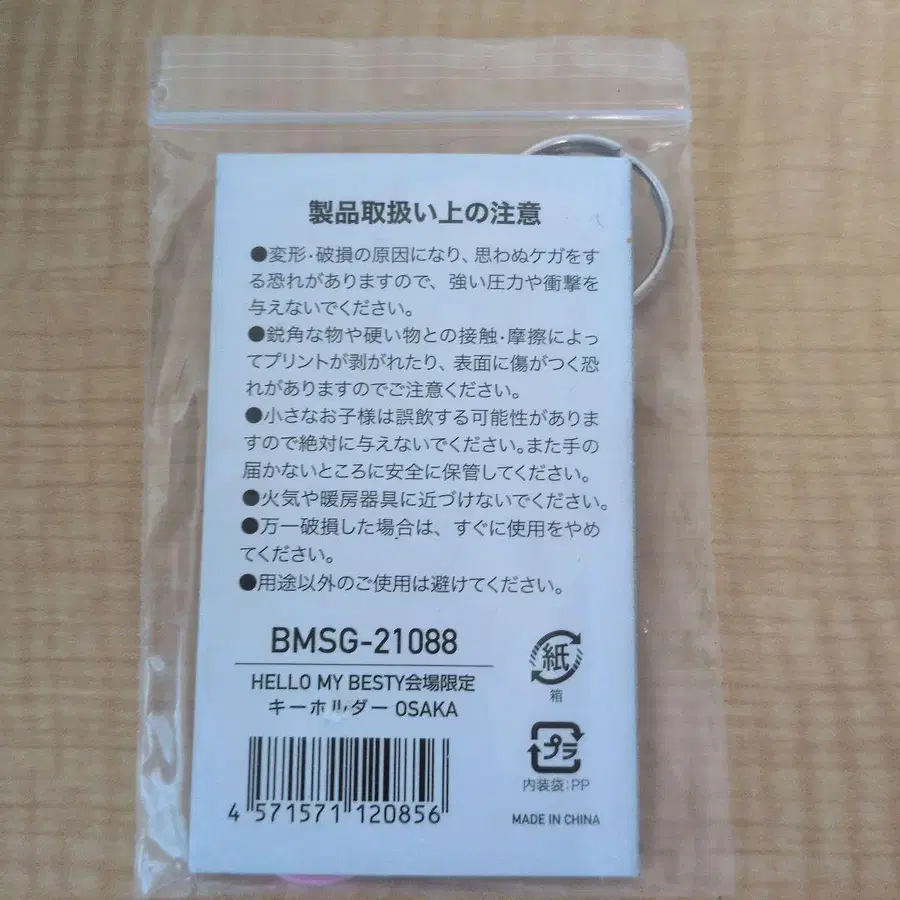 製品取扱い上の注意
●変形・破損の原因になり、思わぬケガをす
る恐れがありますので、強い圧力や衝撃を
与えないでください。
●鋭角な物や硬い物との接触・摩擦によっ
てプリントが剥がれたり、表面に傷がつく恐
れがありますのでご注意ください。
●小さなお子様は誤飲する可能性がありま
すので絶対に与えないでください。また手の
届かないところに安全に保管してください。
●火気や暖房器具に近づけないでください。
●万一破損した場合は、すぐに使用をやめ
てください。
●用途以外のご使用は避けてください。
BMSG-21088
HELLO MY BESTY会場限定
キーホルダー OSAKA
4 571571 120856
紙
箱
プラ
内装袋:PP
MADE IN CHINA